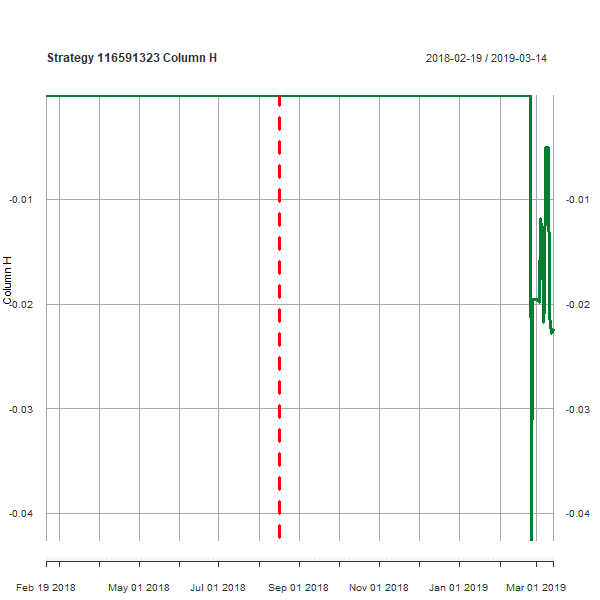 Strategy 116591323 Column H
2018-02-19 / 2019-03-14
-0.01
-0.01
Column H
-0.02
-0.02
-0.03
-0.03
-0.04
-0.04
Feb 19 2018
May 01 2018
Jul 01 2018
Sep 01 2018
Nov 01 2018
Jan 01 2019
Mar 01 2019